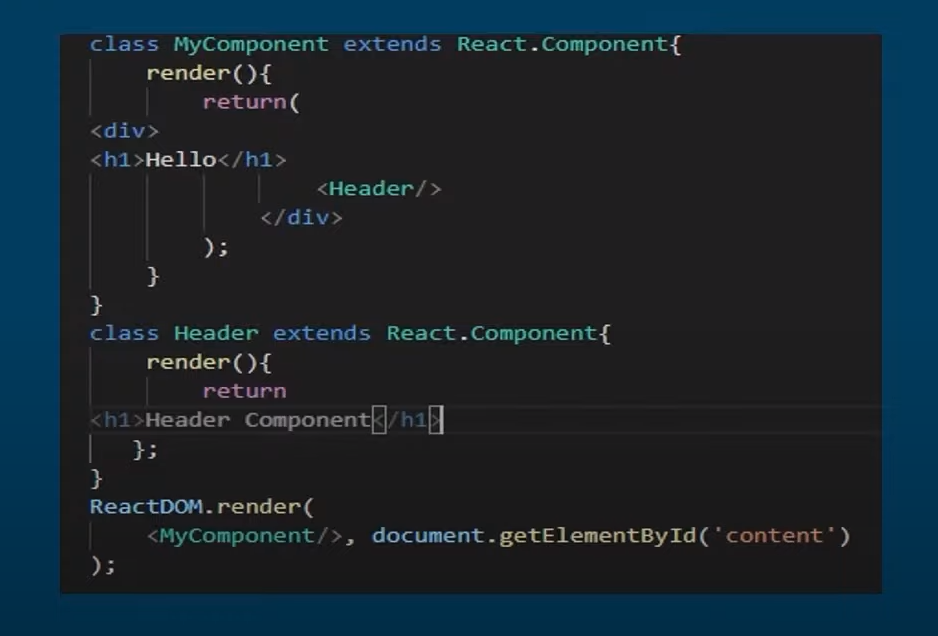 class MyComponent extends React.Component{
render(){
return(
<div>
<h1>Hello</h1>
<Header/>
</div>
);
}
}
class Header extends React.Component{
render(){
return
<h1>Header Component</h1>
};
}
ReactDOM.render(
<MyComponent/>, document.getElementById('content')
);